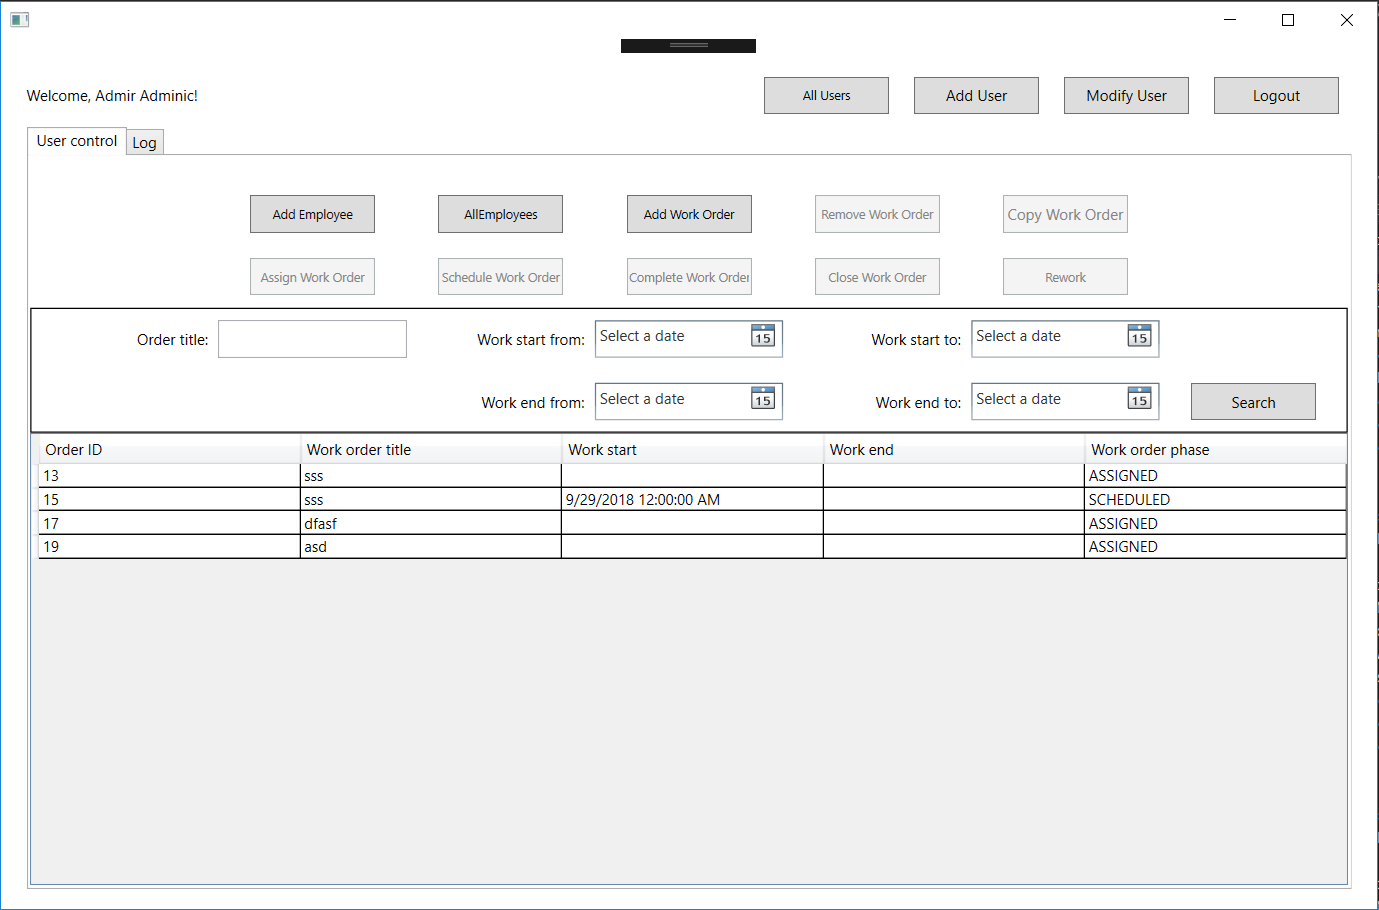 Welcome, Admir Adminic!
All Users
Add User
Modify User
Logout
User control
Log
Add Employee
AllEmployees
Add Work Order
Remove Work Order
Copy Work Order
Assign Work Order
Schedule Work Order
Complete Work Order
Close Work Order
Rework
Order title:
Work start from:
Select a date
15
Work start to:
Select a date
15
Work end from:
Select a date
15
Work end to:
Select a date
15
Search
Order ID Work order title Work start Work end Work order phase
13 sss ASSIGNED
15 sss 9/29/2018 12:00:00 AM SCHEDULED
17 dfasf ASSIGNED
19 asd ASSIGNED